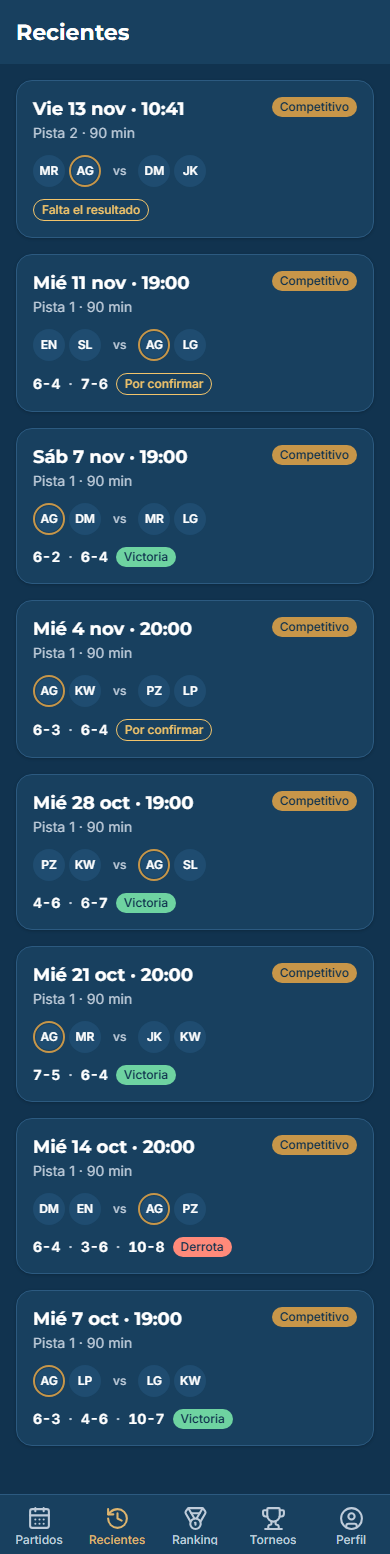 Recientes
Vie 13 nov · 10:41 Competitivo
Pista 2 · 90 min
MR AG vs DM JK
Falta el resultado
Mié 11 nov · 19:00 Competitivo
Pista 1 · 90 min
EN SL vs AG LG
6-4 · 7-6 Por confirmar
Sáb 7 nov · 19:00 Competitivo
Pista 1 · 90 min
AG DM vs MR LG
6-2 · 6-4 Victoria
Mié 4 nov · 20:00 Competitivo
Pista 1 · 90 min
AG KW vs PZ LP
6-3 · 6-4 Por confirmar
Mié 28 oct · 19:00 Competitivo
Pista 1 · 90 min
PZ KW vs AG SL
4-6 · 6-7 Victoria
Mié 21 oct · 20:00 Competitivo
Pista 1 · 90 min
AG MR vs JK KW
7-5 · 6-4 Victoria
Mié 14 oct · 20:00 Competitivo
Pista 1 · 90 min
DM EN vs AG PZ
6-4 · 3-6 · 10-8 Derrota
Mié 7 oct · 19:00 Competitivo
Pista 1 · 90 min
AG LP vs LG KW
6-3 · 4-6 · 10-7 Victoria
Partidos Recientes Ranking Torneos Perfil